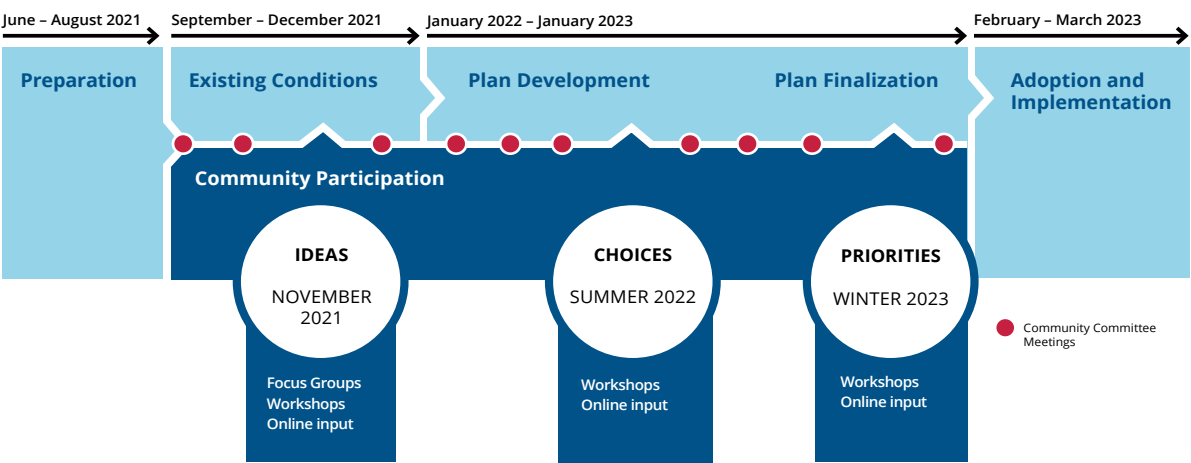 June – August 2021
September – December 2021
January 2022 – January 2023
February – March 2023
Preparation
Existing Conditions
Plan Development
Plan Finalization
Adoption and
Implementation
Community Participation
IDEAS
NOVEMBER
2021
Focus Groups
Workshops
Online input
CHOICES
SUMMER 2022
Workshops
Online input
PRIORITIES
WINTER 2023
Workshops
Online input
Community Committee
Meetings